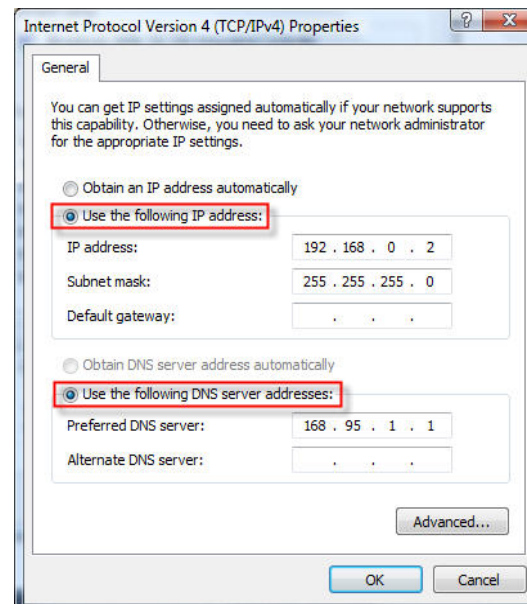 Internet Protocol Version 4 (TCP/IPv4) Properties
General
You can get IP settings assigned automatically if your network supports
this capability. Otherwise, you need to ask your network administrator
for the appropriate IP settings.
Obtain an IP address automatically
Use the following IP address:
IP address: 192 . 168 . 0 . 2
Subnet mask: 255 . 255 . 255 . 0
Default gateway: . . .
Obtain DNS server address automatically
Use the following DNS server addresses:
Preferred DNS server: 168 . 95 . 1 . 1
Alternate DNS server: . . .
Advanced...
OK Cancel